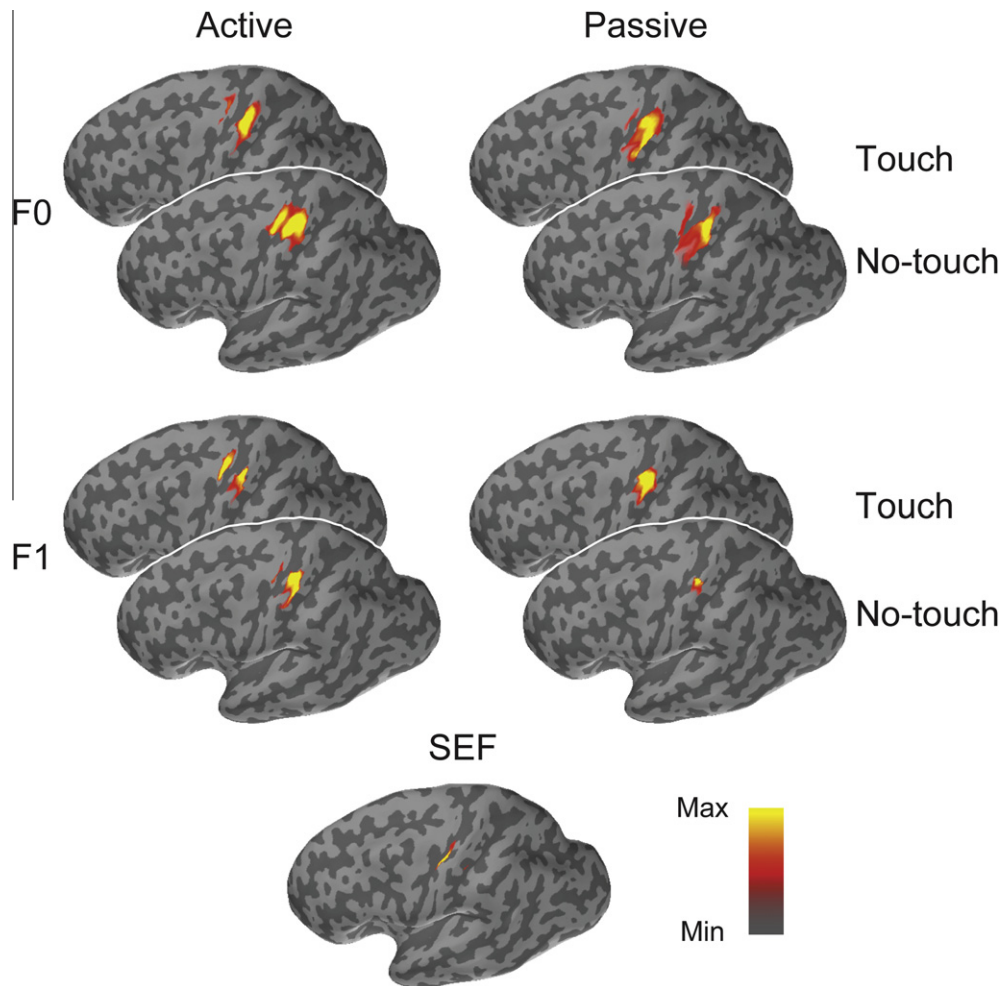 Active
Passive
Touch
F0
No-touch
Touch
F1
No-touch
SEF
Max
Min